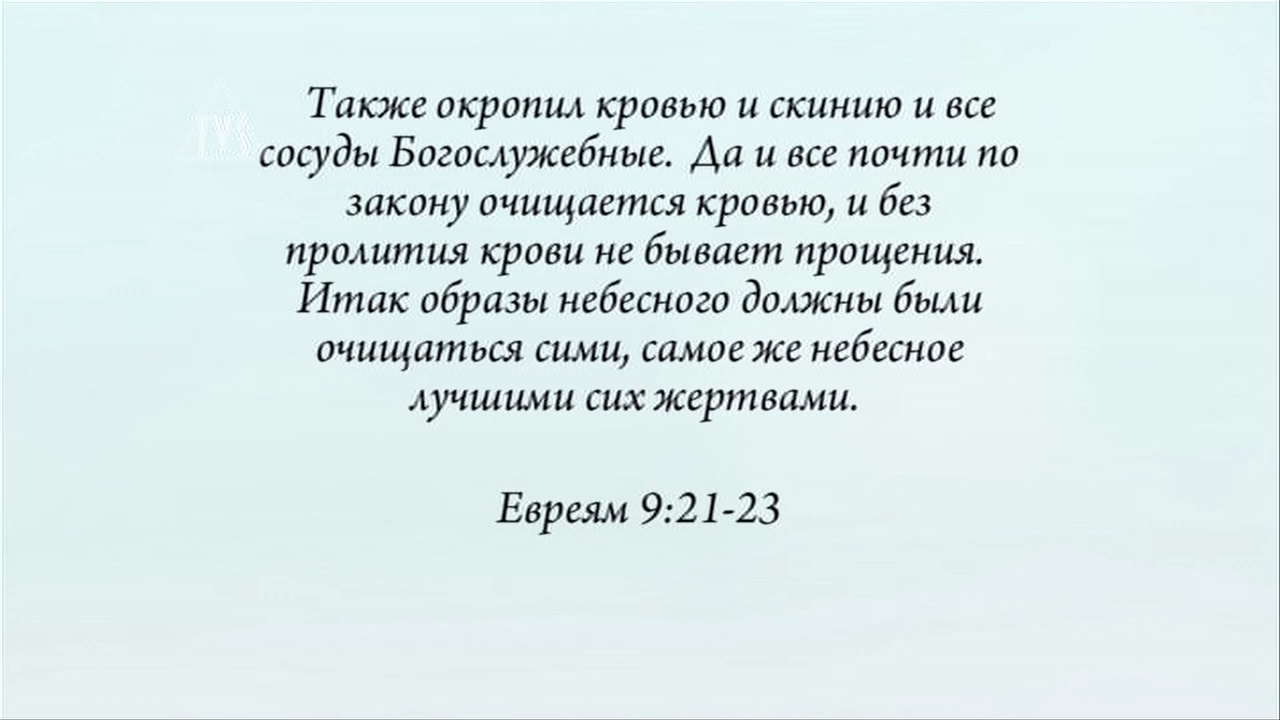 Также окропил кровью и скинию и все
сосуды Богослужебные. Да и все почти по
закону очищается кровью, и без
пролития крови не бывает прощения.
Итак образы небесного должны были
очищаться сими, самое же небесное
лучшими сих жертвами.
Евреям 9:21-23
TVS